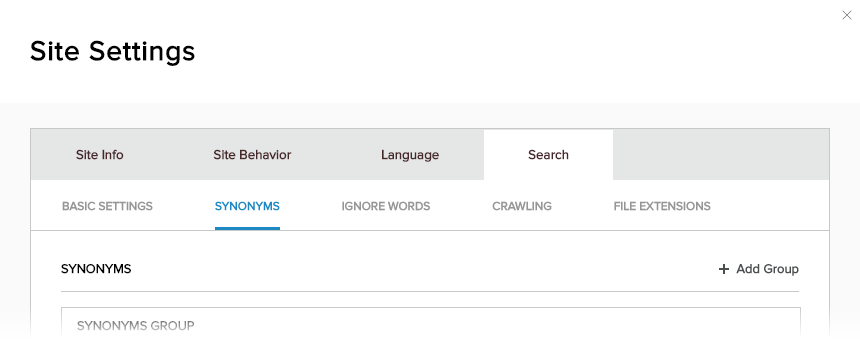 Site Settings
Site Info Site Behavior Language Search
BASIC SETTINGS SYNONYMS IGNORE WORDS CRAWLING FILE EXTENSIONS
SYNONYMS + Add Group
SYNONYMS GROUP